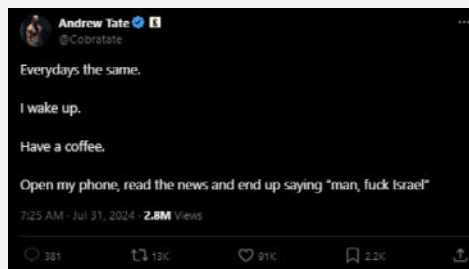 Andrew Tate
@Cobratate
Everydays the same.
I wake up.
Have a coffee.
Open my phone, read the news and end up saying "man, fuck Israel"
7:25 AM · Jul 31, 2024 · 2.8M Views
381 13K 91K 2.2K